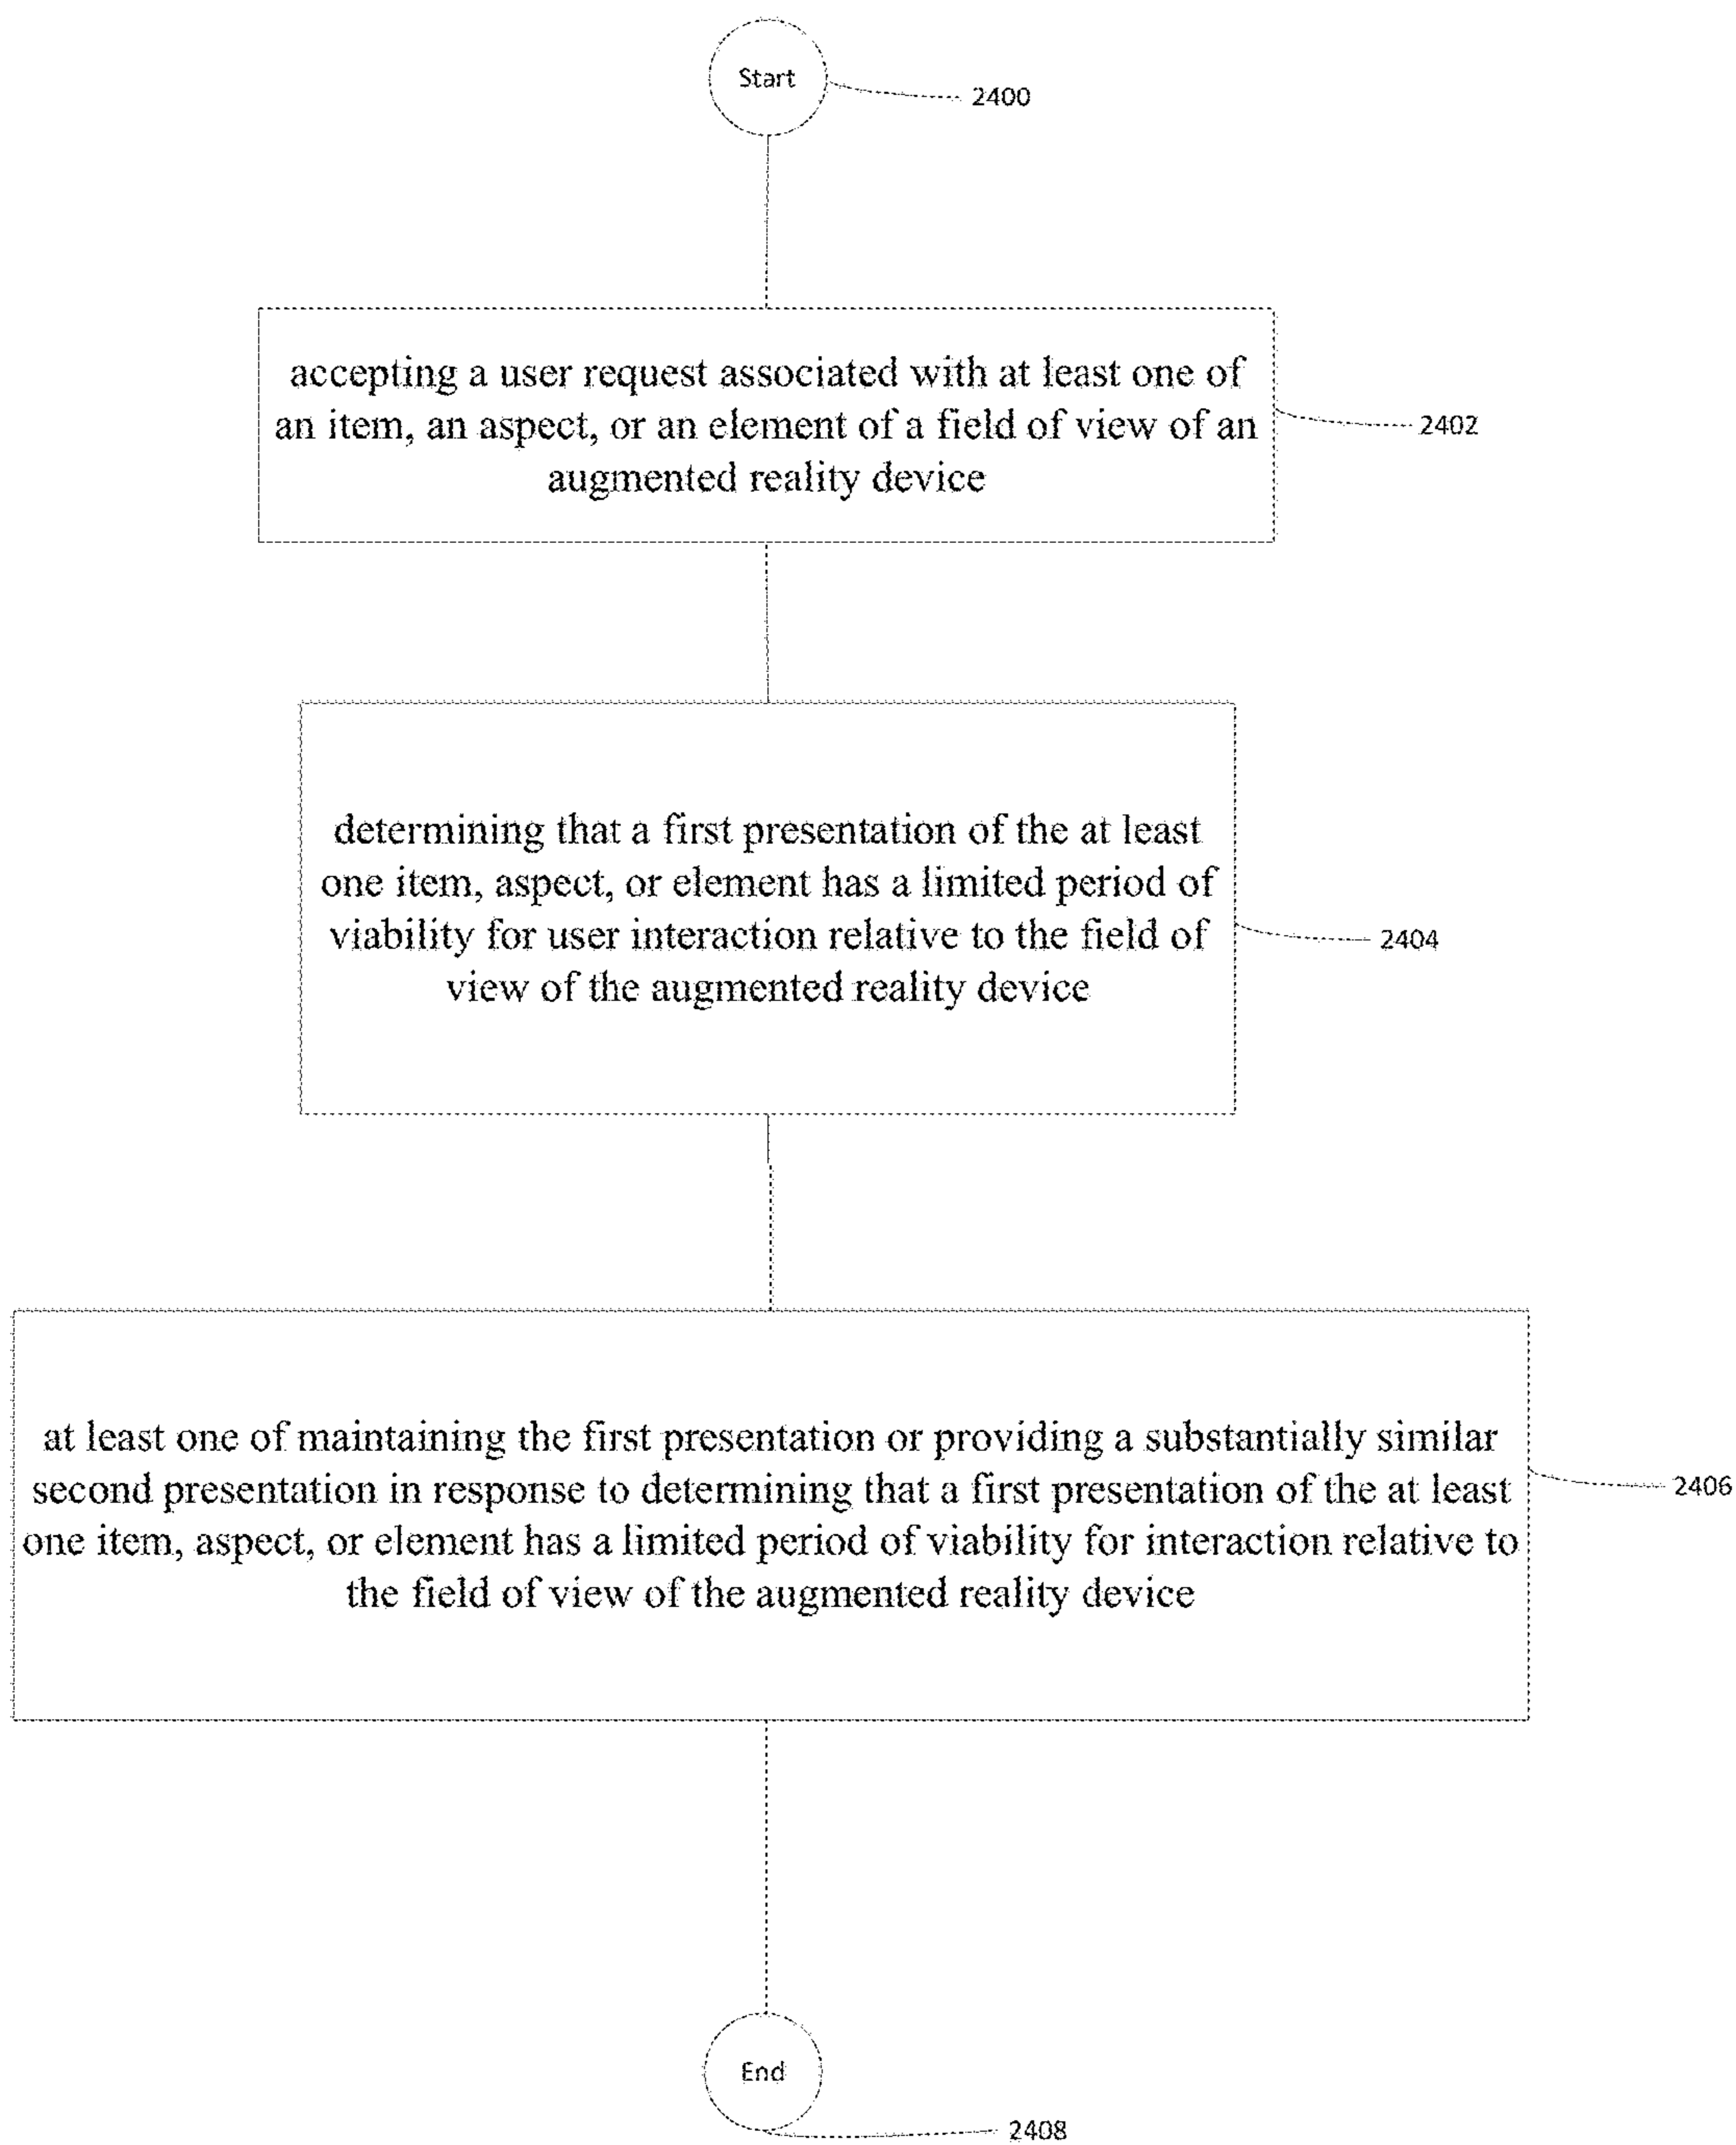 Start
2400
accepting a user request associated with at least one of
an item, an aspect, or an element of a field of view of an
augmented reality device
2402
determining that a first presentation of the at least
one item, aspect, or element has a limited period of
viability for user interaction relative to the field of
view of the augmented reality device
2404
at least one of maintaining the first presentation or providing a substantially similar
second presentation in response to determining that a first presentation of the at least
one item, aspect, or element has a limited period of viability for interaction relative to
the field of view of the augmented reality device
2406
End
2408